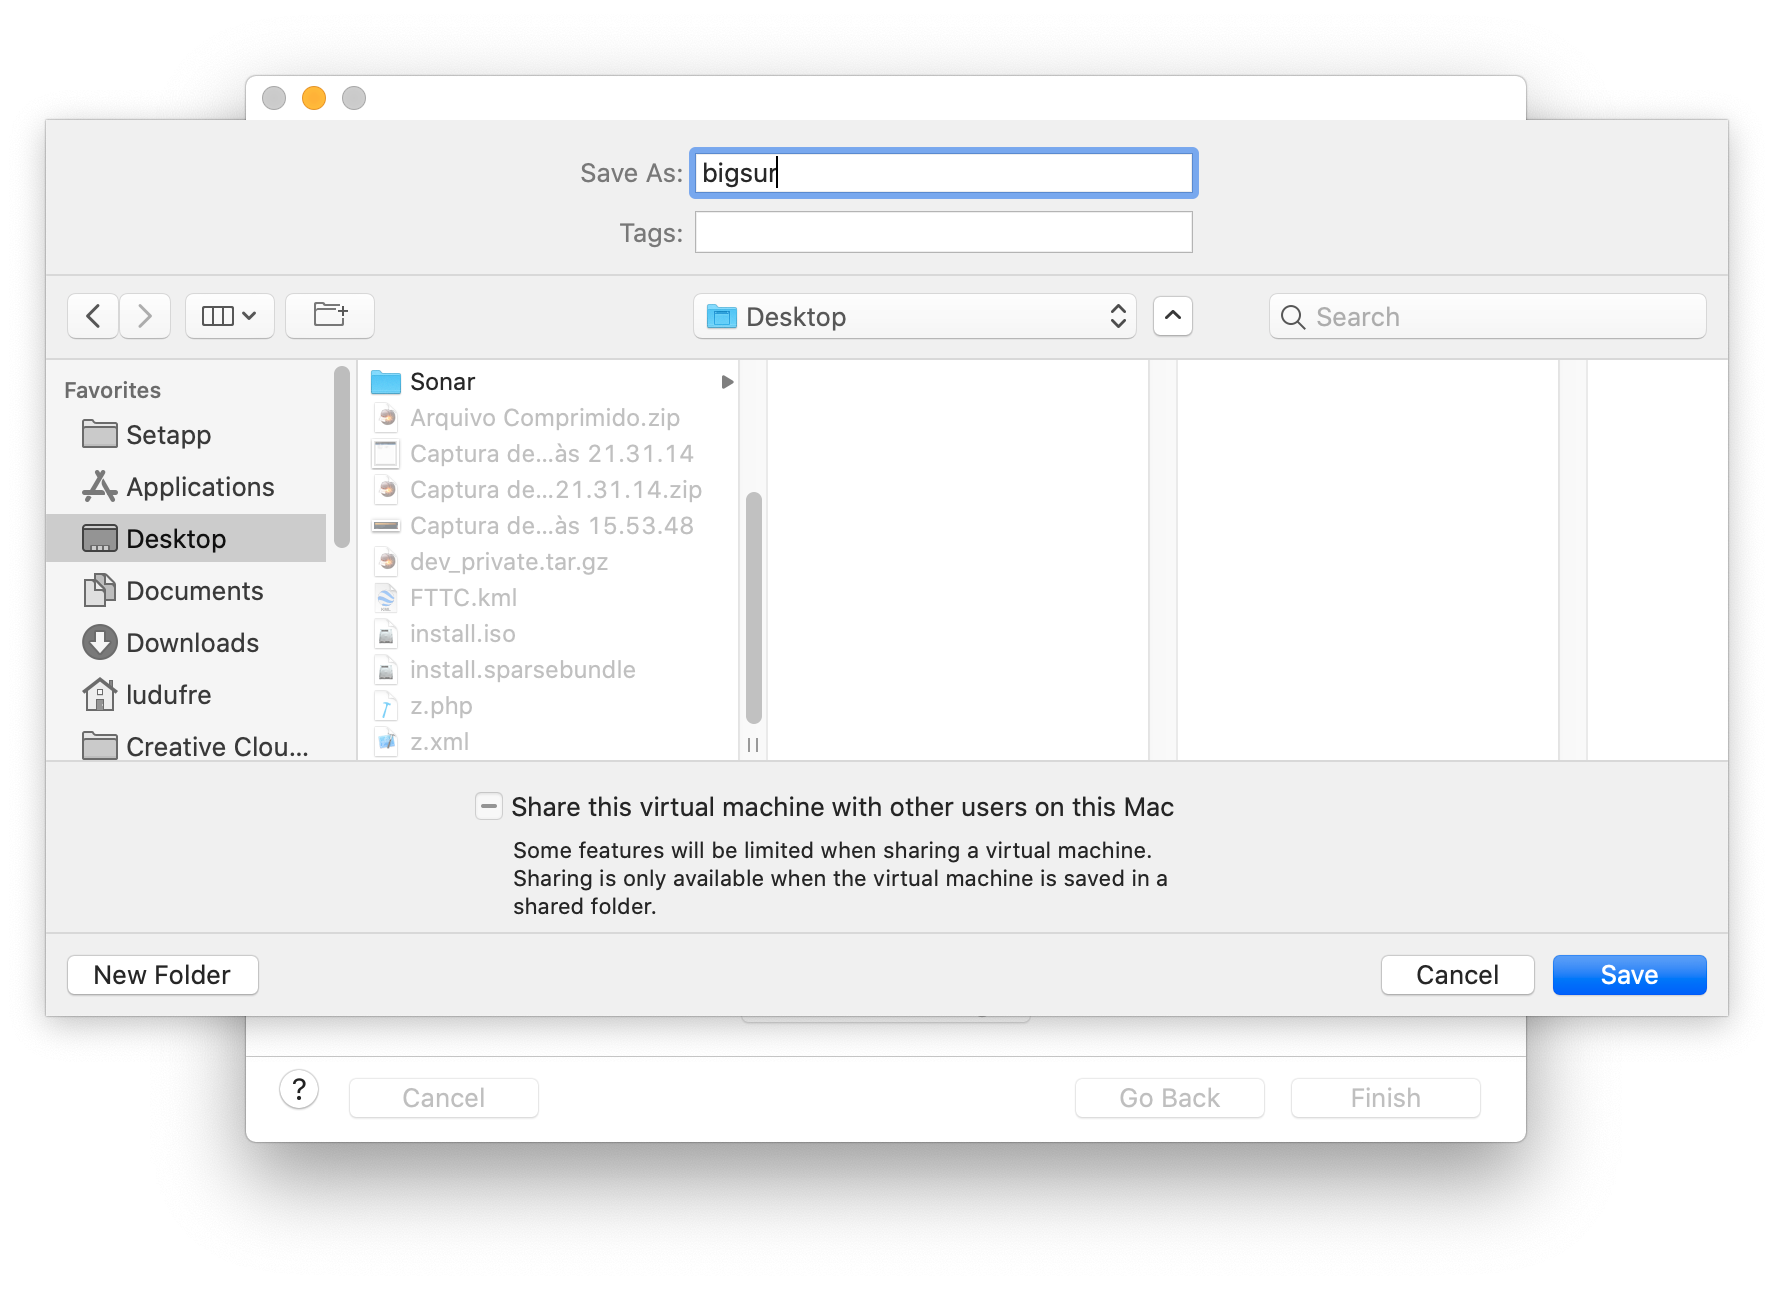 Save As: bigsur
Tags:
Desktop
Search
Favorites
Setapp
Applications
Desktop
Documents
Downloads
ludufre
Creative Clou...
Sonar
Arquivo Comprimido.zip
Captura de...às 21.31.14
Captura de...21.31.14.zip
Captura de...às 15.53.48
dev_private.tar.gz
FTTC.kml
install.iso
install.sparsebundle
z.php
z.xml
Share this virtual machine with other users on this Mac
Some features will be limited when sharing a virtual machine.
Sharing is only available when the virtual machine is saved in a
shared folder.
New Folder Cancel Save
? Cancel Go Back Finish